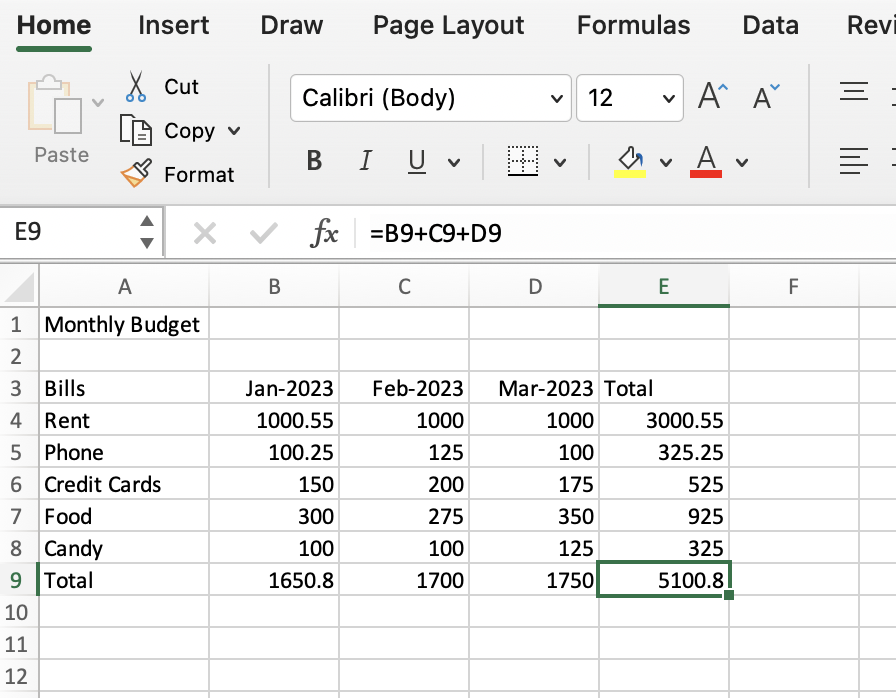 Home Insert Draw Page Layout Formulas Data Revi
Cut
Calibri (Body) 12 A A
Copy
Paste
B I U A
Format
E9 fx =B9+C9+D9
A B C D E F
1 Monthly Budget
2
3 Bills Jan-2023 Feb-2023 Mar-2023 Total
4 Rent 1000.55 1000 1000 3000.55
5 Phone 100.25 125 100 325.25
6 Credit Cards 150 200 175 525
7 Food 300 275 350 925
8 Candy 100 100 125 325
9 Total 1650.8 1700 1750 5100.8
10
11
12